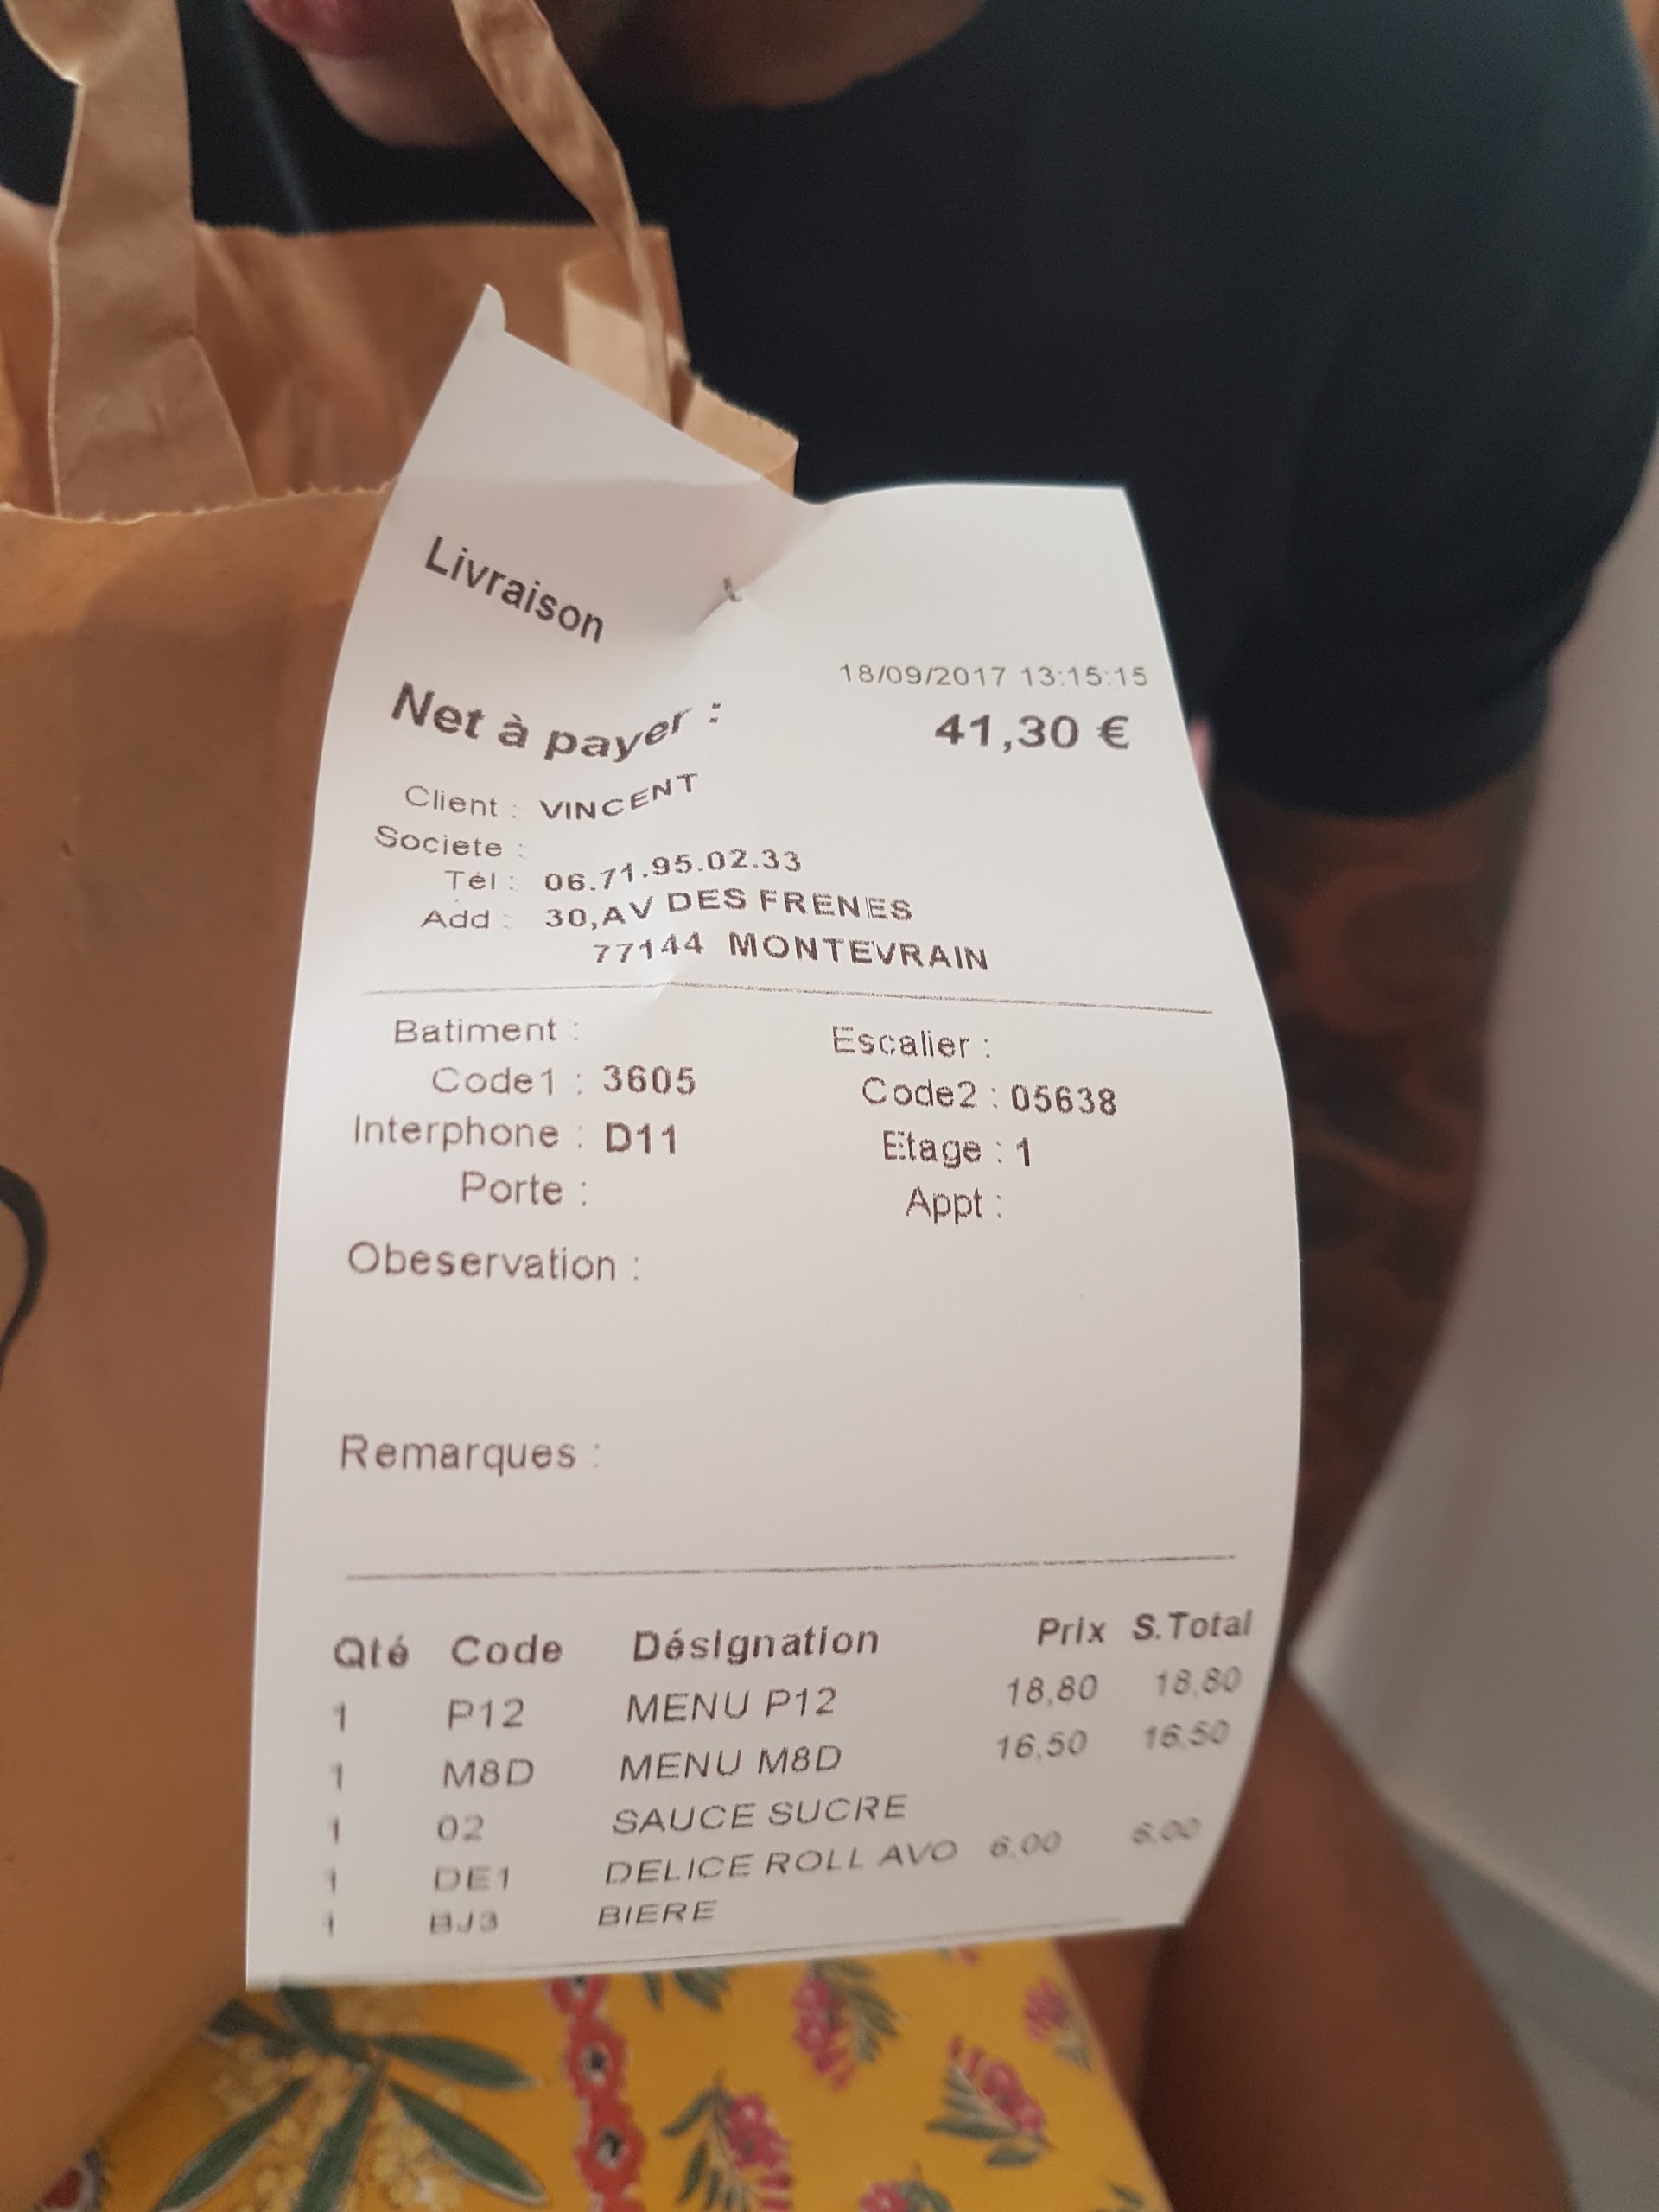 Livraison
18/09/2017 13:15:15
Net à payer : 41,30 €
Client : VINCENT
Societe :
Tél : 06.71.95.02.33
Add : 30,AV DES FRENES
77144 MONTEVRAIN
Batiment : Escalier :
Code1 : 3605 Code2 : 05638
Interphone : D11 Etage : 1
Porte : Appt :
Obeservation :
Remarques :
Qté Code Désignation Prix S.Total
1 P12 MENU P12 18,80 18,80
1 M8D MENU M8D 16,50 16,50
1 02 SAUCE SUCRE
1 DE1 DELICE ROLL AVO 6.00 6.00
1 BJ3 BIERE